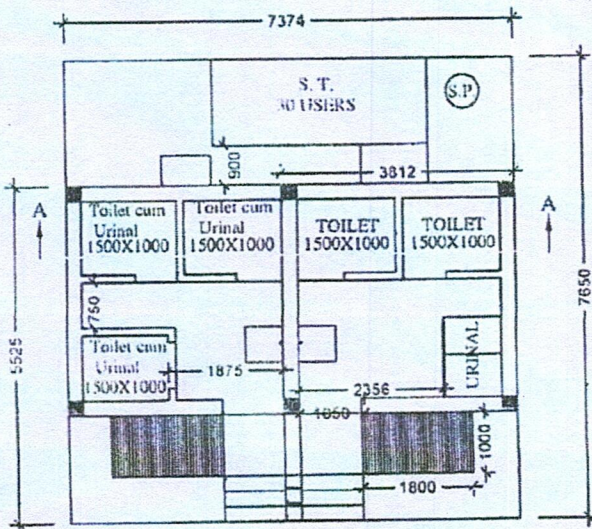 7374
S. T.
30 USERS
S.P.
900
3812
A
A
Toilet cum
Urinal
1500X1000
Toilet cum
Urinal
1500X1000
TOILET
1500X1000
TOILET
1500X1000
750
5525
7650
Toilet cum
Urinal
1500X1000
1875
2356
URINAL
1050
1000
1800